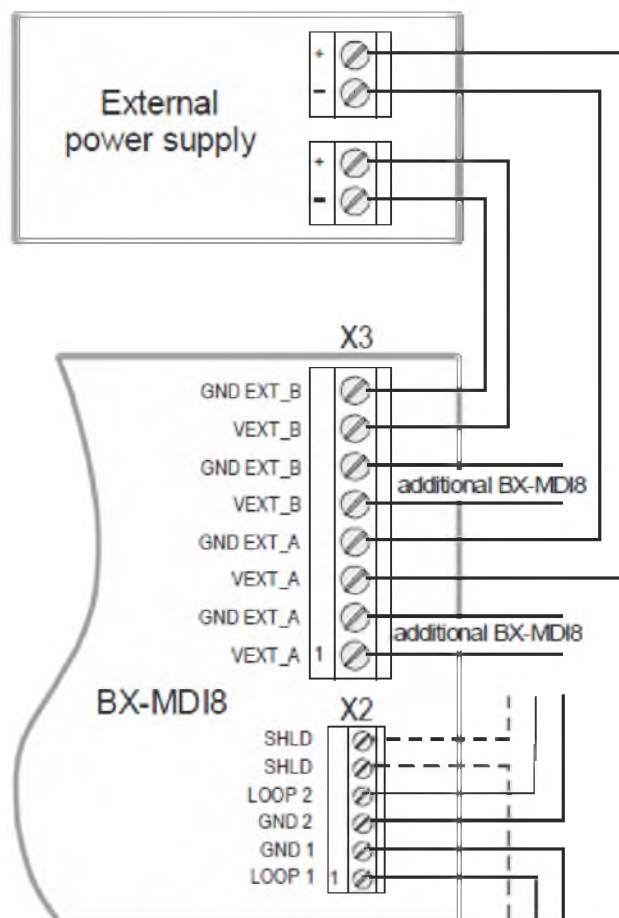 +
External
-
power supply
+
-
X3
GND EXT_B
VEXT_B
GND EXT_B
additional BX-MDI8
VEXT_B
GND EXT_A
VEXT_A
GND EXT_A
additional BX-MDI8
VEXT_A 1
BX-MDI8
X2
SHLD
SHLD
LOOP 2
GND 2
GND 1
LOOP 1 1